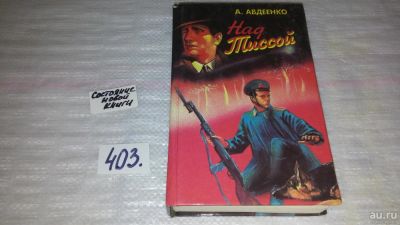 А. АВДЕЕНКО
Над
Тиссой
Состояние
новой
книги
403.
au.ru